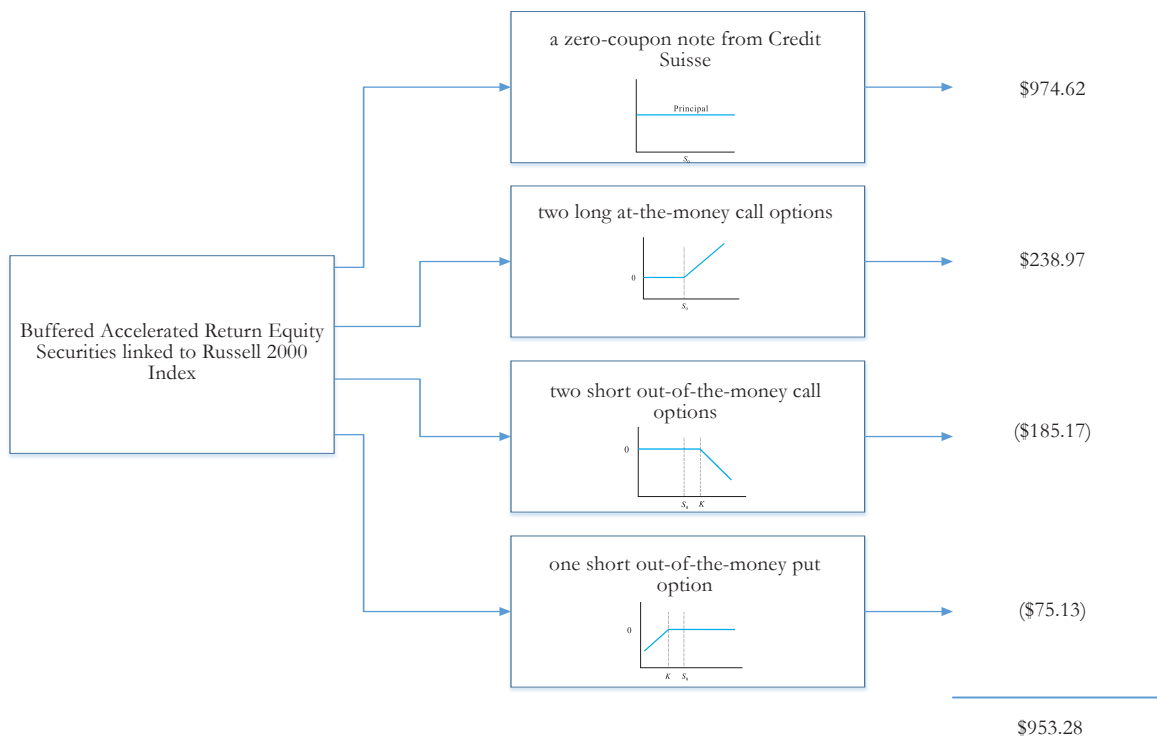 a zero-coupon note from Credit
Suisse
Principal
S₀
$974.62
two long at-the-money call options
0
S₀
$238.97
Buffered Accelerated Return Equity
Securities linked to Russell 2000
Index
two short out-of-the-money call
options
0
S₀ K
($185.17)
one short out-of-the-money put
option
0
K S₀
($75.13)
$953.28